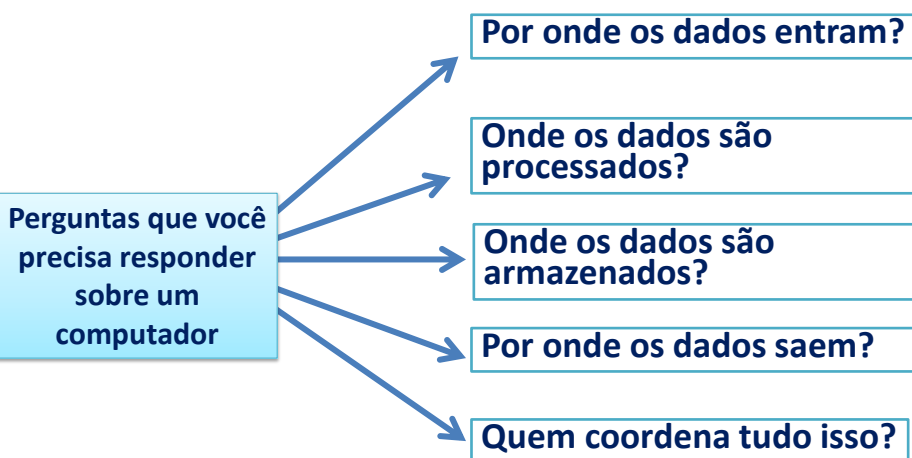 Por onde os dados entram?
Onde os dados são
processados?
Perguntas que você
precisa responder
sobre um
computador
Onde os dados são
armazenados?
Por onde os dados saem?
Quem coordena tudo isso?